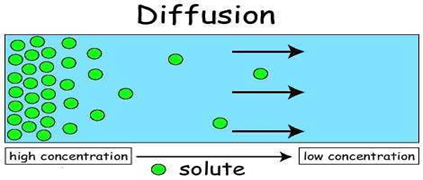 Diffusion
high concentration
low concentration
solute